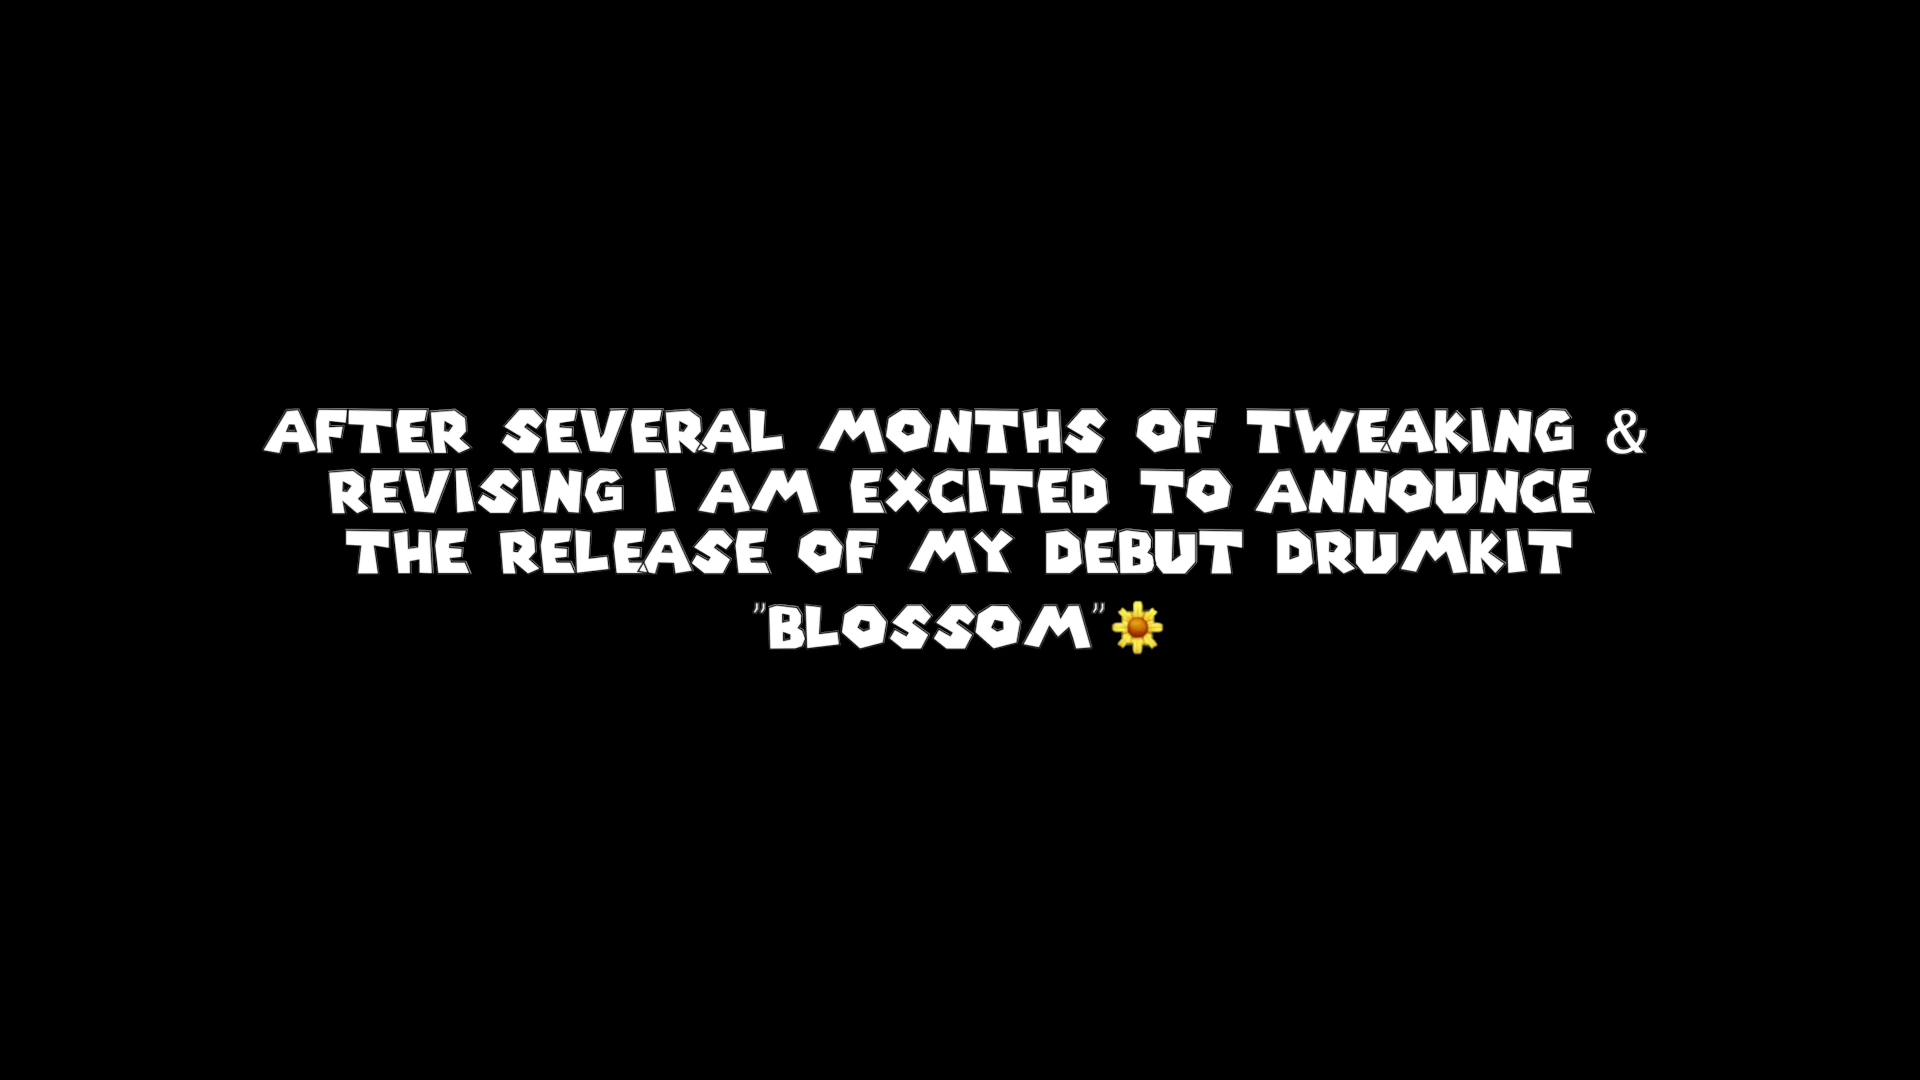 AFTER SEVERAL MONTHS OF TWEAKING &
REVISING I AM EXCITED TO ANNOUNCE
THE RELEASE OF MY DEBUT DRUMKIT
"BLOSSOM"🌼